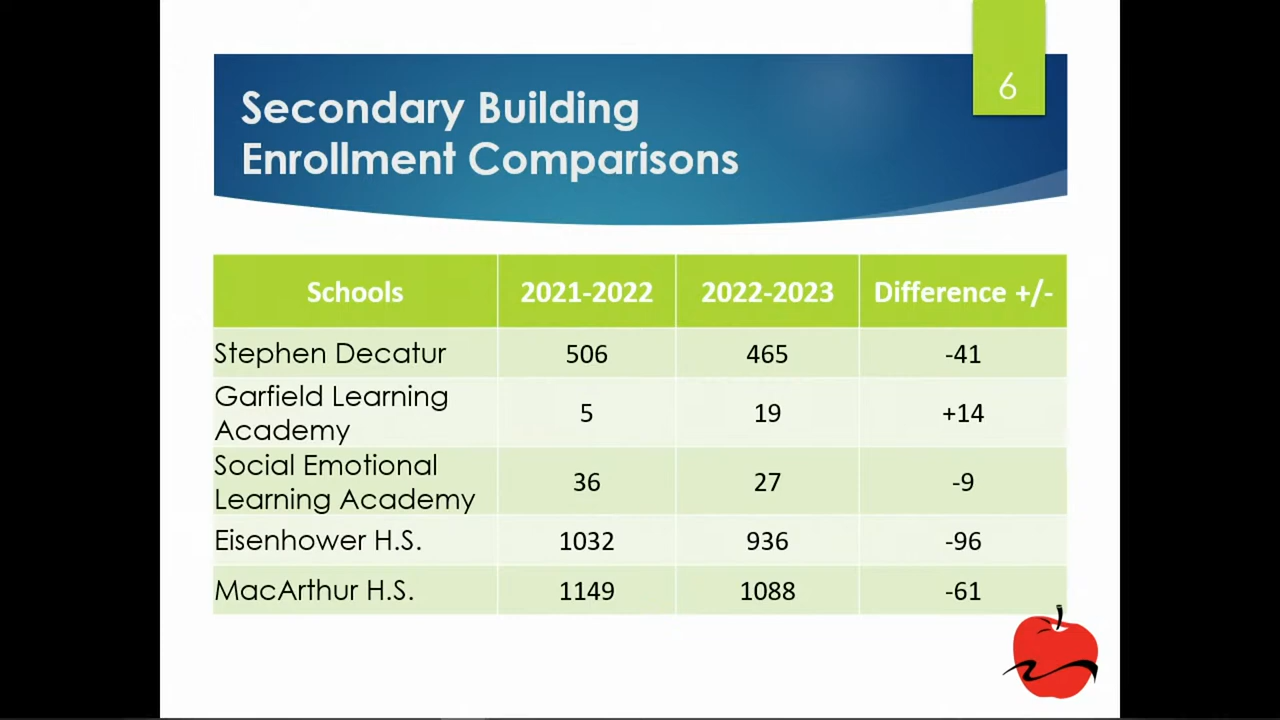 6
Secondary Building
Enrollment Comparisons
Schools 2021-2022 2022-2023 Difference +/-
Stephen Decatur 506 465 -41
Garfield Learning
Academy 5 19 +14
Social Emotional
Learning Academy 36 27 -9
Eisenhower H.S. 1032 936 -96
MacArthur H.S. 1149 1088 -61